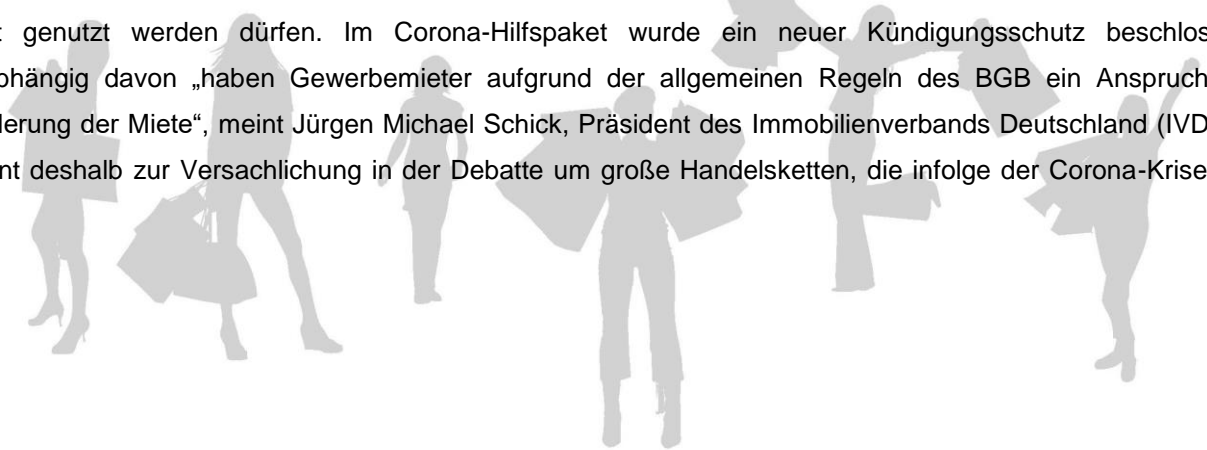 genutzt werden dürfen. Im Corona-Hilfspaket wurde ein neuer Kündigungsschutz beschlos
bhängig davon „haben Gewerbemieter aufgrund der allgemeinen Regeln des BGB ein Anspruch
derung der Miete“, meint Jürgen Michael Schick, Präsident des Immobilienverbands Deutschland (IVD
nt deshalb zur Versachlichung in der Debatte um große Handelsketten, die infolge der Corona-Krise